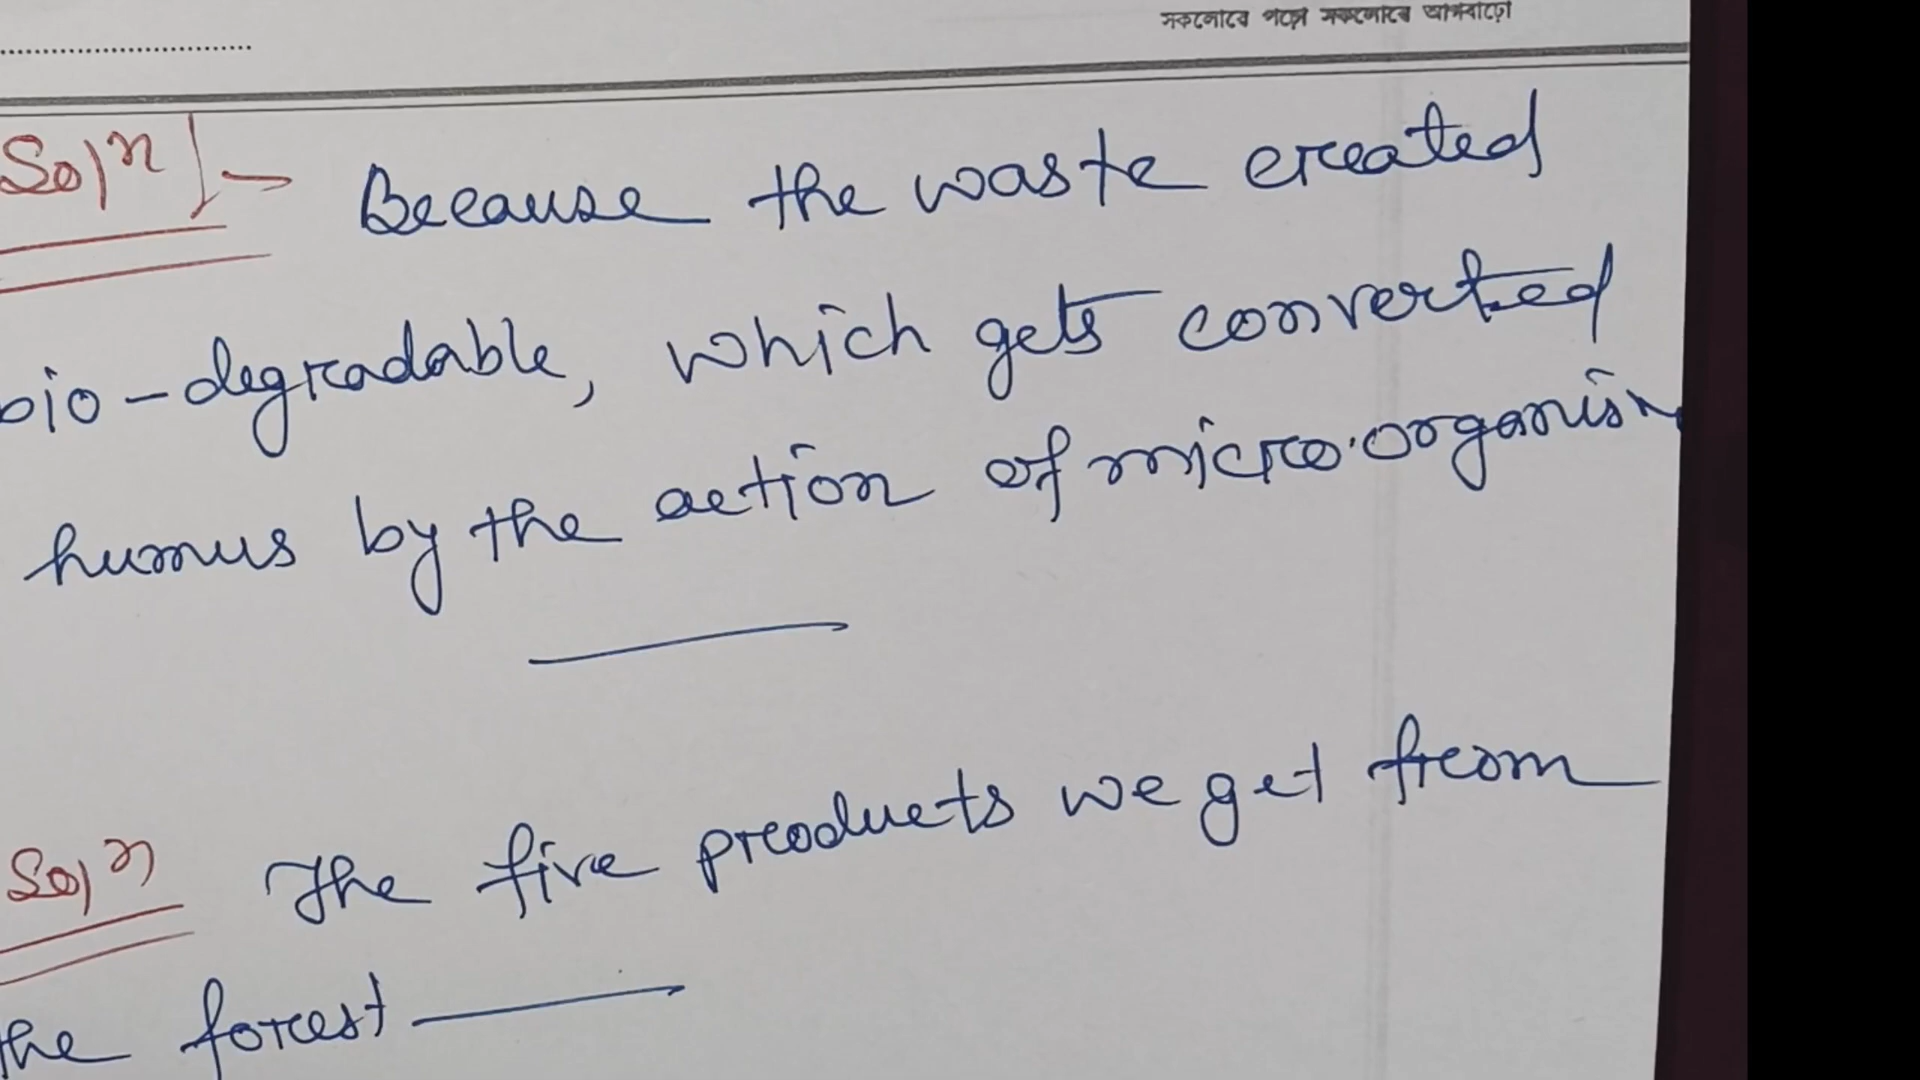 সকলোৰে পঢ়ো সকলোৰে আগবাঢ়ো
Solⁿ :- Because the waste created
bio-degradable, which gets converted
humus by the action of micro-organism
Solⁿ The five products we get from
the forest